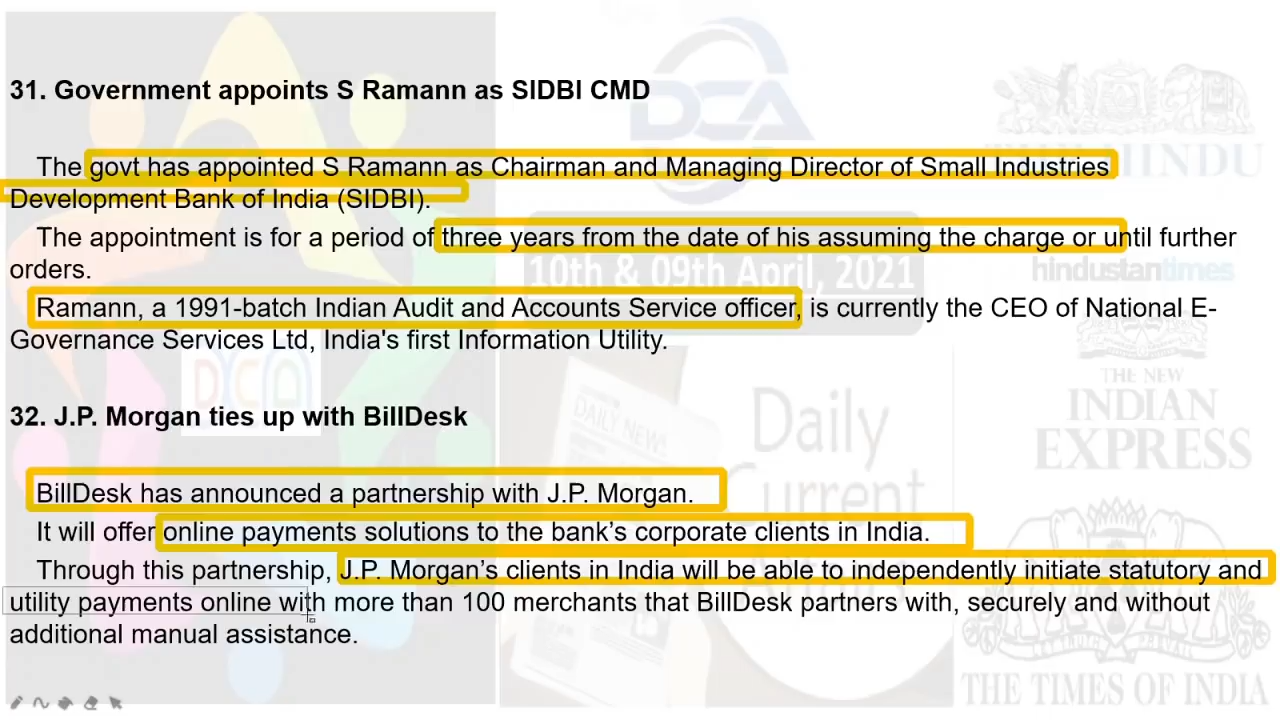 31. Government appoints S Ramann as SIDBI CMD
The govt has appointed S Ramann as Chairman and Managing Director of Small Industries
Development Bank of India (SIDBI).
The appointment is for a period of three years from the date of his assuming the charge or until further
orders.
10th & 09th April, 2021
Ramann, a 1991-batch Indian Audit and Accounts Service officer, is currently the CEO of National E-
Governance Services Ltd, India's first Information Utility.
32. J.P. Morgan ties up with BillDesk
BillDesk has announced a partnership with J.P. Morgan.
It will offer online payments solutions to the bank’s corporate clients in India.
Through this partnership, J.P. Morgan’s clients in India will be able to independently initiate statutory and
utility payments online with more than 100 merchants that BillDesk partners with, securely and without
additional manual assistance.
DCA
DCA
THE HINDU
hindustantimes
THE NEW
INDIAN
EXPRESS
THE TIMES OF INDIA
DAILY NEWS
Daily
Current
Affairs